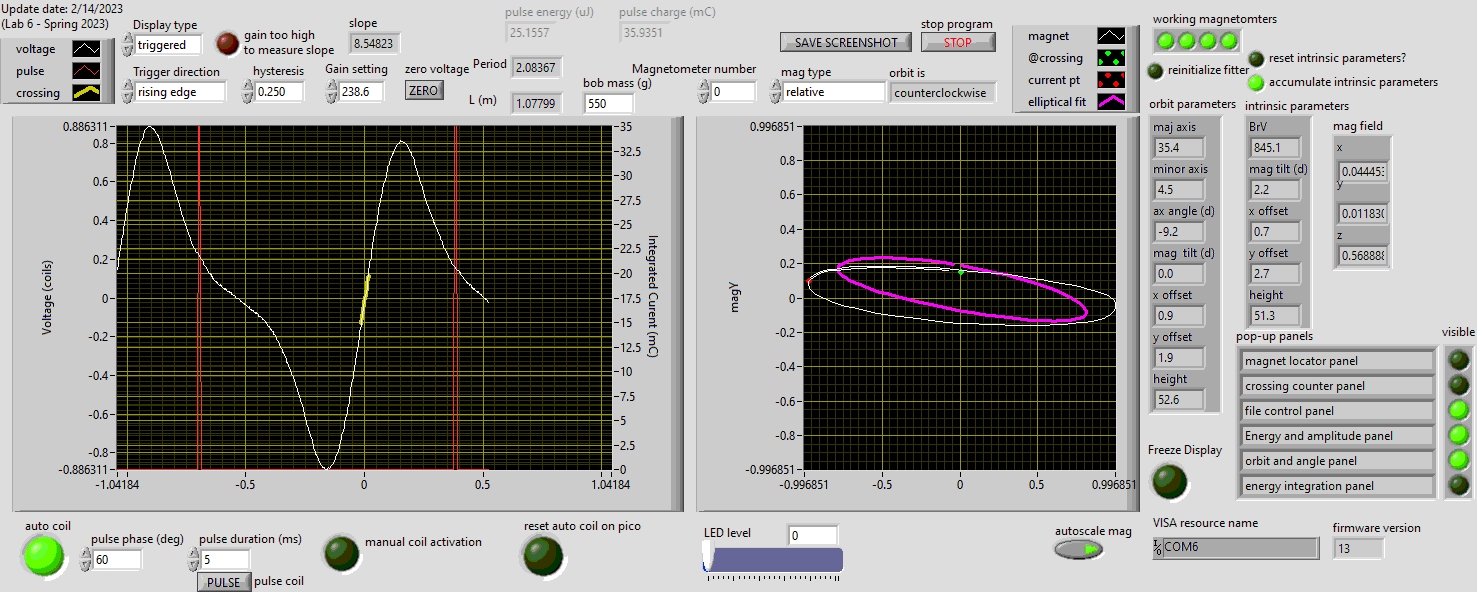 Update date: 2/14/2023
(Lab 6 - Spring 2023)
voltage
pulse
crossing
Display type
triggered
gain too high
to measure slope
slope
8.54823
Trigger direction
rising edge
hysteresis
0.250
Gain setting
238.6
zero voltage
ZERO
pulse energy (uJ)
25.1557
pulse charge (mC)
35.9351
Period
2.08367
L (m)
1.07799
bob mass (g)
550
Magnetometer number
0
SAVE SCREENSHOT
stop program
STOP
mag type
relative
orbit is
counterclockwise
magnet
@crossing
current pt
elliptical fit
working magnetomters
reinitialize fitter
reset intrinsic parameters?
accumulate intrinsic parameters
orbit parameters
maj axis
35.4
minor axis
4.5
ax angle (d)
-9.2
mag tilt (d)
0.0
x offset
0.9
y offset
1.9
height
52.6
intrinsic parameters
BrV
845.1
mag tilt (d)
2.2
x offset
0.7
y offset
2.7
height
51.3
mag field
x
0.04445
y
0.01183
z
0.56888
Voltage (coils)
0.886311
0.8
0.6
0.4
0.2
0
-0.2
-0.4
-0.6
-0.8
-0.886311
-1.04184
-0.5
0
0.5
1.04184
35
32.5
30
27.5
25
22.5
20
17.5
15
12.5
10
7.5
5
2.5
0
Integrated Curent (mC)
magy
0.996851
0.8
0.6
0.4
0.2
0
-0.2
-0.4
-0.6
-0.8
-0.996851
-0.996851
-0.5
0
0.5
0.996851
pop-up panels
visible
magnet locator panel
crossing counter panel
file control panel
Energy and amplitude panel
orbit and angle panel
energy integration panel
Freeze Display
auto coil
pulse phase (deg)
60
pulse duration (ms)
5
PULSE
pulse coil
manual coil activation
reset auto coil on pico
LED level
0
autoscale mag
VISA resource name
COM6
firmware version
13